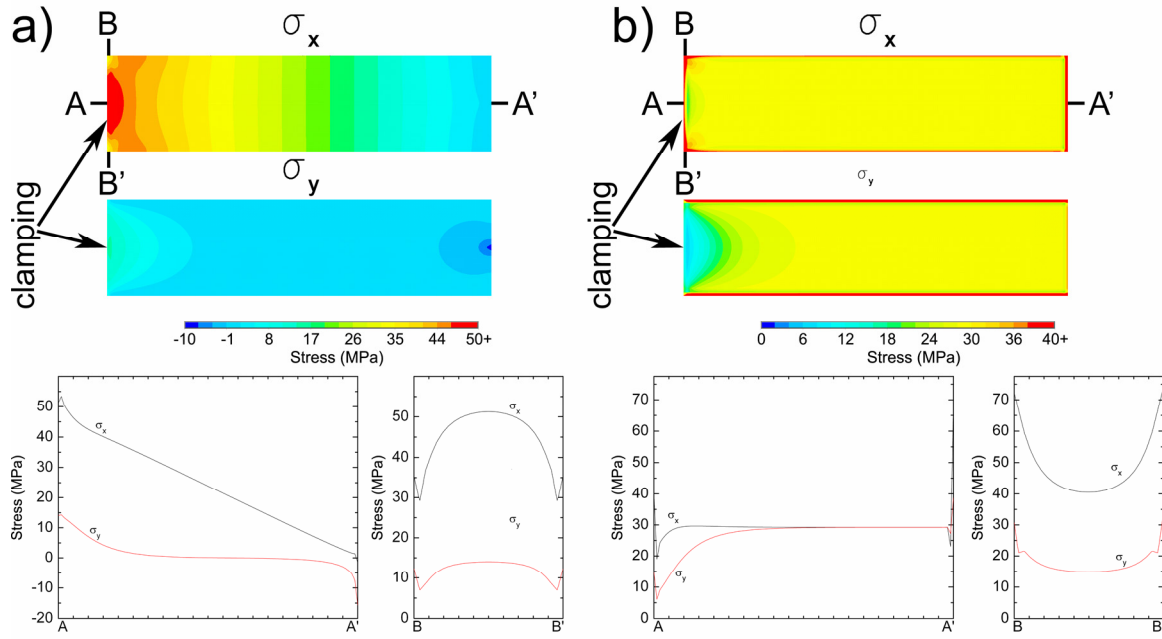 a)
B
σx
A
A'
B'
σy
clamping
-10 -1 8 17 26 35 44 50+
Stress (MPa)
b)
B
σx
A
A'
B'
σy
clamping
0 6 12 18 24 30 36 40+
Stress (MPa)
50
40
30
20
10
0
-10
-20
Stress (MPa)
σx
σy
A A'
50
40
30
20
10
0
Stress (MPa)
σx
σy
B B'
70
60
50
40
30
20
10
0
Stress (MPa)
σx
σy
A A'
70
60
50
40
30
20
10
0
Stress (MPa)
σx
σy
B B